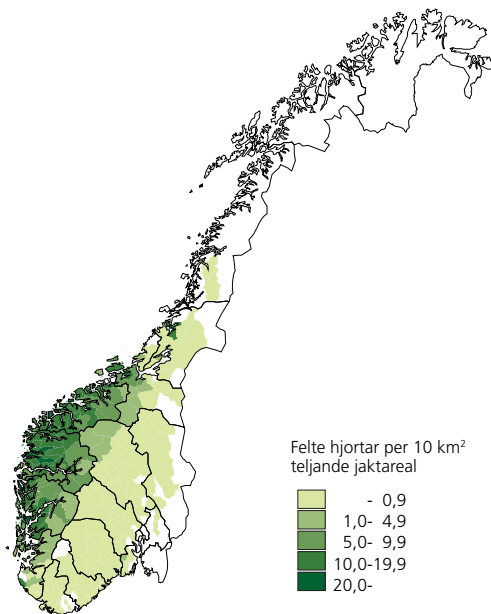 Felte hjortar per 10 km²
teljande jaktareal
- 0,9
1,0- 4,9
5,0- 9,9
10,0-19,9
20,0-